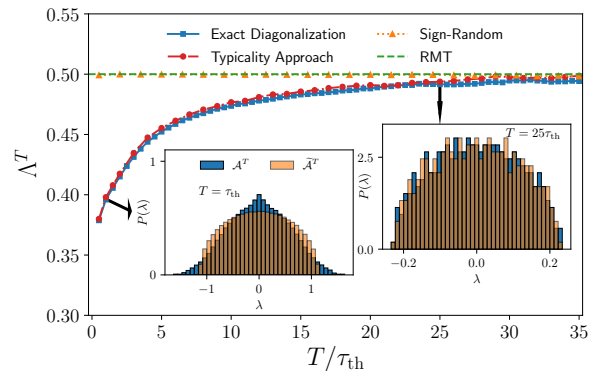 Exact Diagonalization
Sign-Random
Typicality Approach
RMT
0.50
0.45
0.40
0.35
0.30
Λ^T
0
5
10
15
20
25
30
35
T/τ_th
1
0
P(λ)
𝒜^T
𝒜̃^T
T = τ_th
−1
0
1
λ
T = 25τ_th
2.5
0.0
P(λ)
−0.2
0.0
0.2
λ